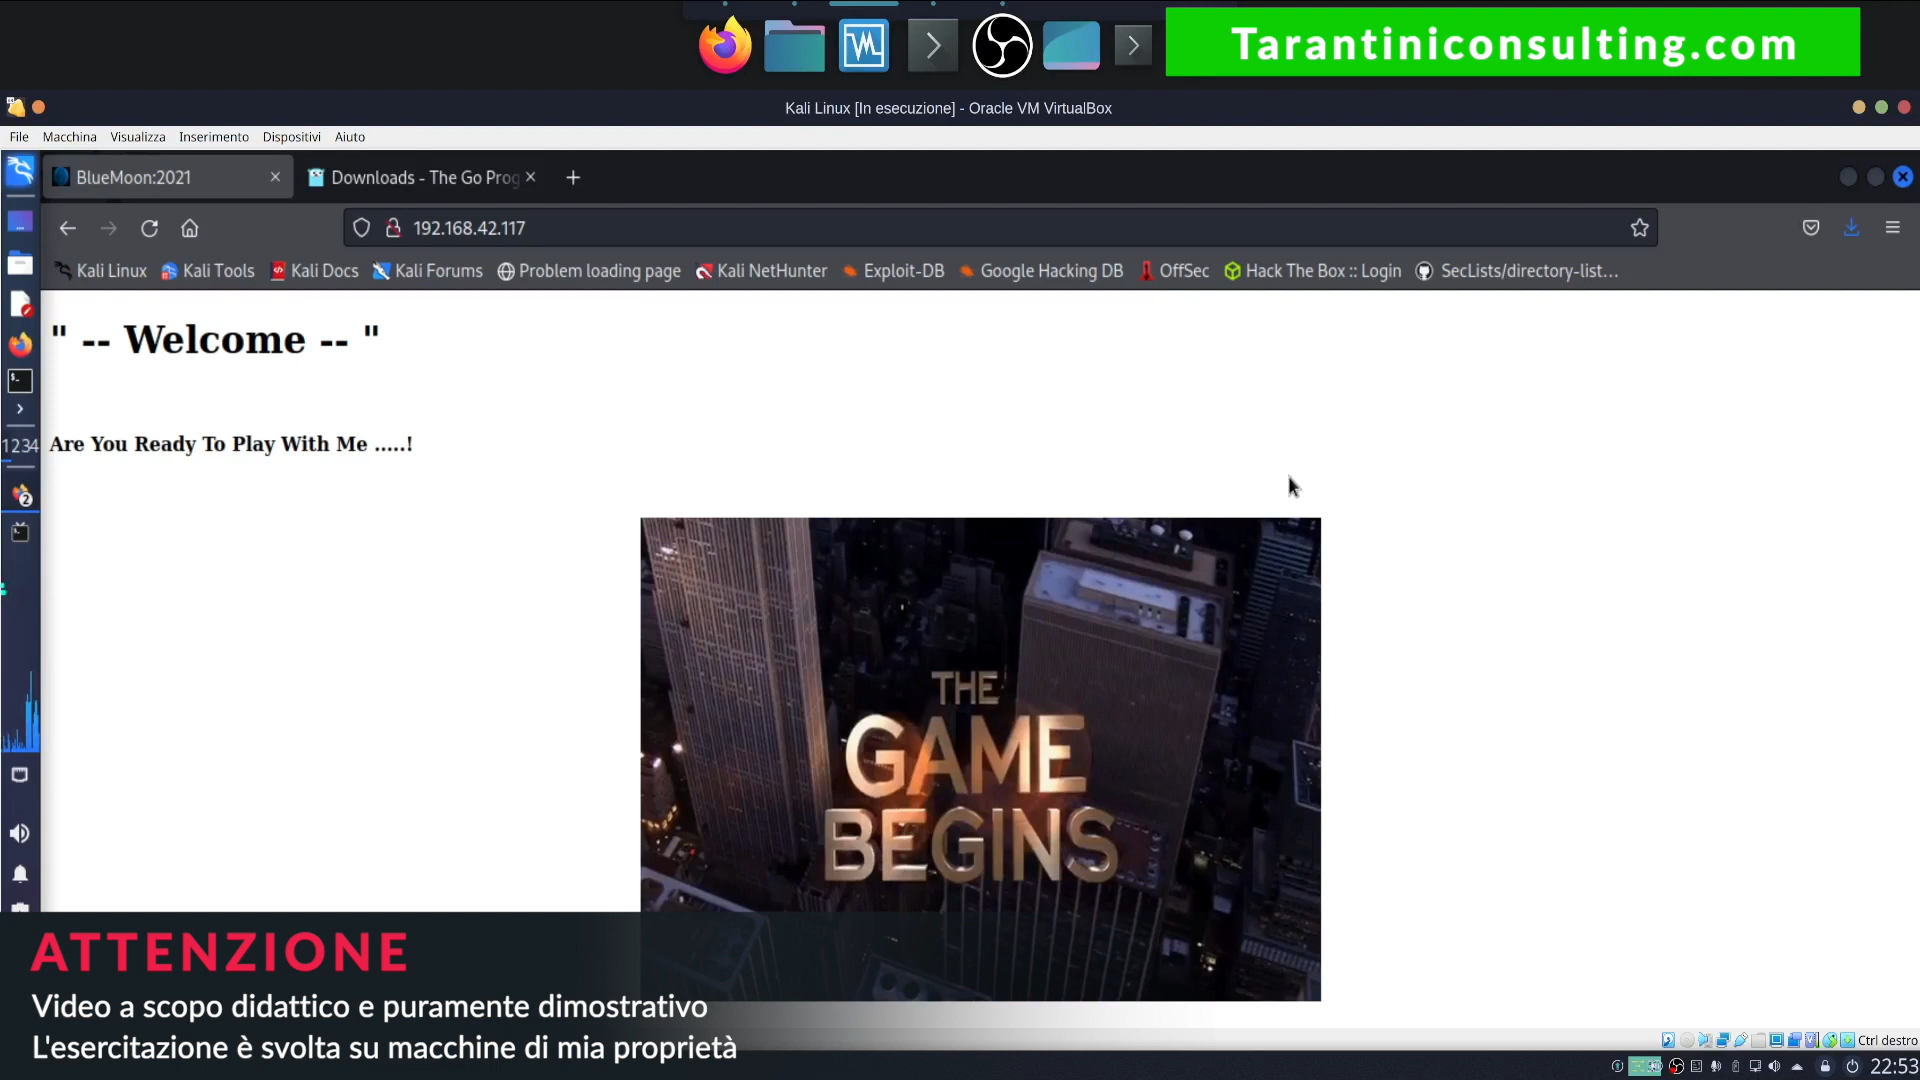 Tarantiniconsulting.com
Kali Linux [In esecuzione] - Oracle VM VirtualBox
File Macchina Visualizza Inserimento Dispositivi Aiuto
BlueMoon:2021
Downloads - The Go Prog
192.168.42.117
Kali Linux Kali Tools Kali Docs Kali Forums Problem loading page Kali NetHunter Exploit-DB Google Hacking DB OffSec Hack The Box :: Login SecLists/directory-list...
" -- Welcome -- "
Are You Ready To Play With Me .....!
1234
2
THE
GAME
BEGINS
ATTENZIONE
Video a scopo didattico e puramente dimostrativo
L'esercitazione è svolta su macchine di mia proprietà
Ctrl destro
22:53